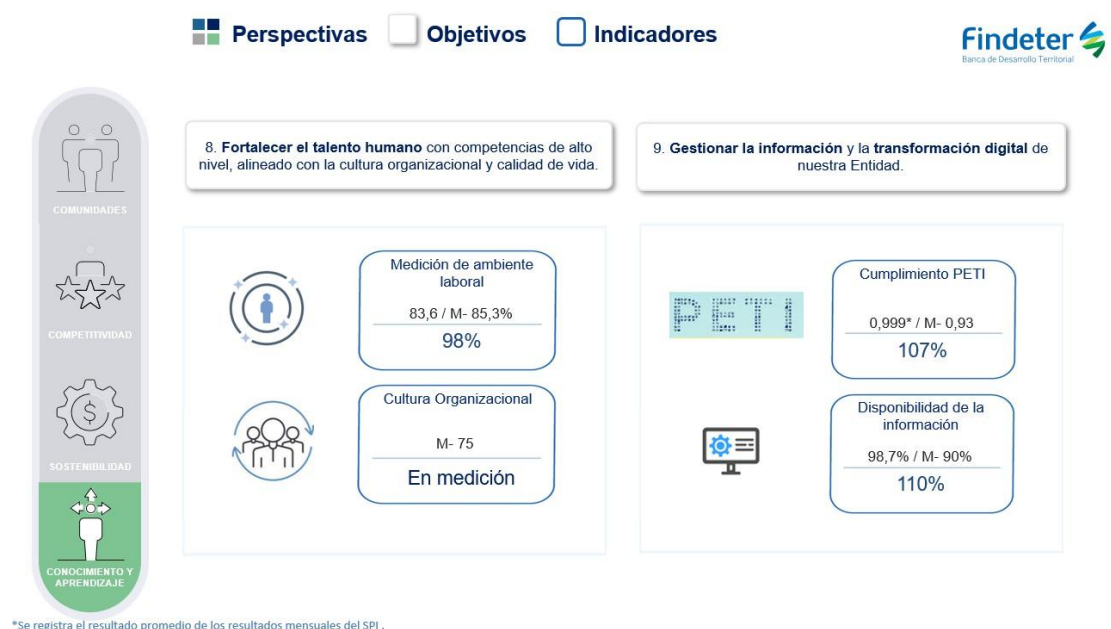 Perspectivas
Objetivos
Indicadores
Findeter
Banca de Desarrollo Territorial
COMUNIDADES
COMPETITIVIDAD
$
SOSTENIBILIDAD
CONOCIMIENTO Y
APRENDIZAJE
8. Fortalecer el talento humano con competencias de alto
nivel, alineado con la cultura organizacional y calidad de vida.
Medición de ambiente
laboral
83,6 / M- 85,3%
98%
Cultura Organizacional
M- 75
En medición
9. Gestionar la información y la transformación digital de
nuestra Entidad.
PETI
Cumplimiento PETI
0,999* / M- 0,93
107%
Disponibilidad de la
información
98,7% / M- 90%
110%
*Se registra el resultado promedio de los resultados mensuales del SPI .